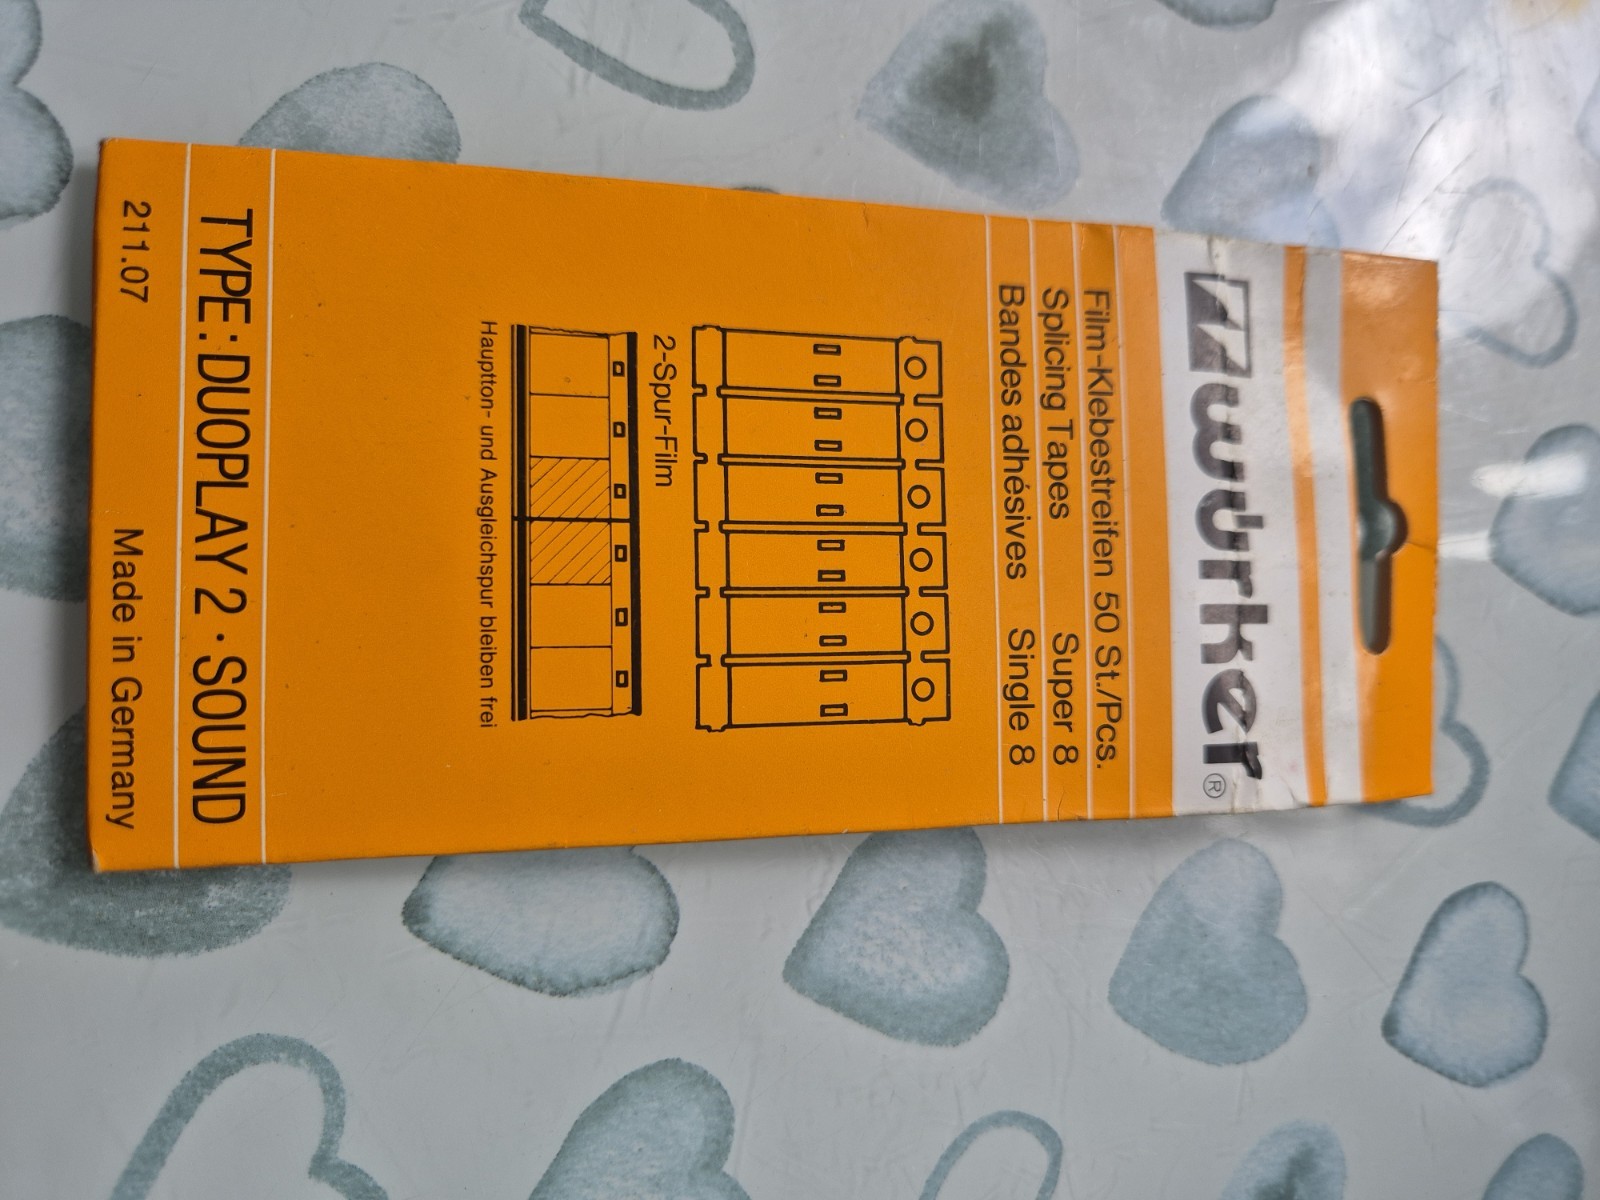 wurker®
Film-Klebestreifen 50 St./Pcs.
Splicing Tapes Super 8
Bandes adhésives Single 8
2-Spur-Film
Hauptton- und Ausgleichspur bleiben frei
TYPE: DUOPLAY 2 · SOUND
211.07 Made in Germany